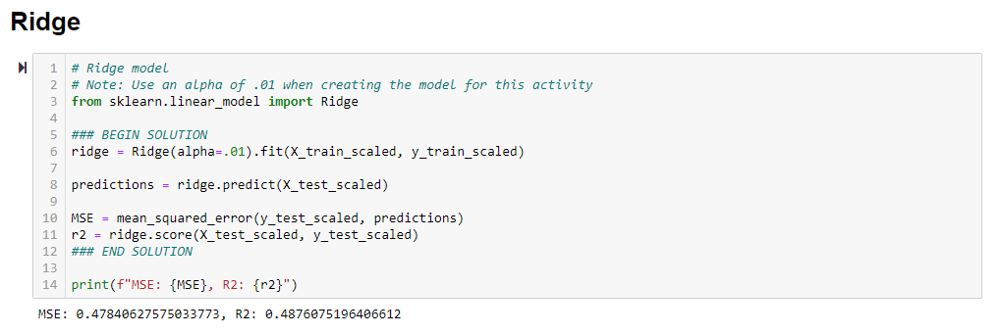 Ridge
1 # Ridge model
2 # Note: Use an alpha of .01 when creating the model for this activity
3 from sklearn.linear_model import Ridge
4
5 ### BEGIN SOLUTION
6 ridge = Ridge(alpha=.01).fit(X_train_scaled, y_train_scaled)
7
8 predictions = ridge.predict(X_test_scaled)
9
10 MSE = mean_squared_error(y_test_scaled, predictions)
11 r2 = ridge.score(X_test_scaled, y_test_scaled)
12 ### END SOLUTION
13
14 print(f"MSE: {MSE}, R2: {r2}")
MSE: 0.47840627575033773, R2: 0.4876075196406612